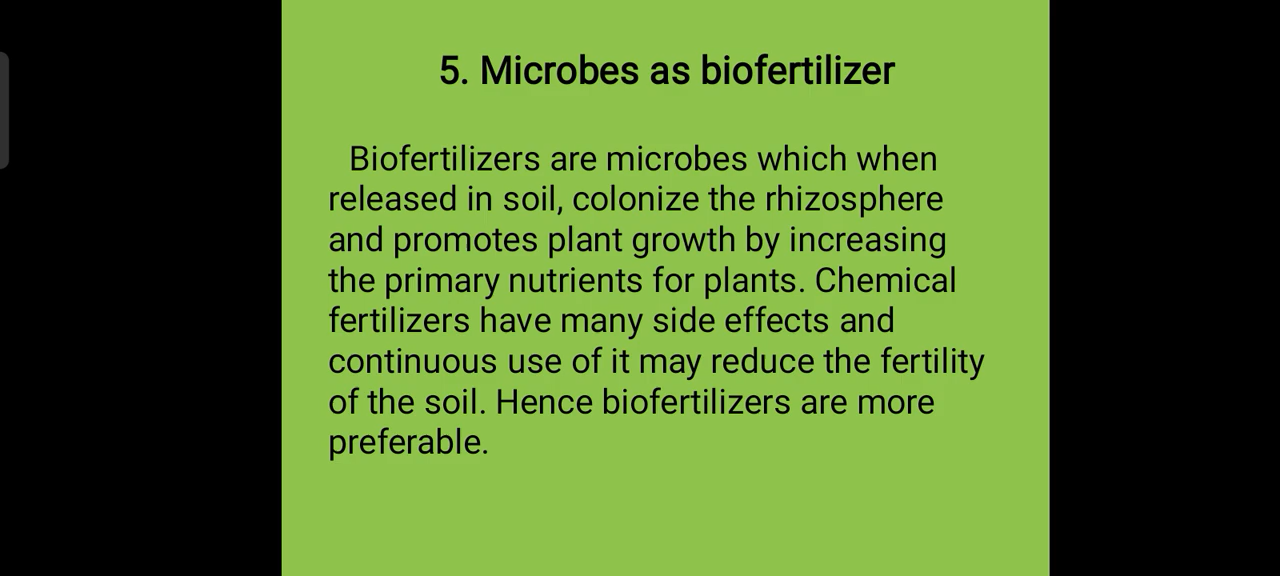 5. Microbes as biofertilizer
Biofertilizers are microbes which when
released in soil, colonize the rhizosphere
and promotes plant growth by increasing
the primary nutrients for plants. Chemical
fertilizers have many side effects and
continuous use of it may reduce the fertility
of the soil. Hence biofertilizers are more
preferable.